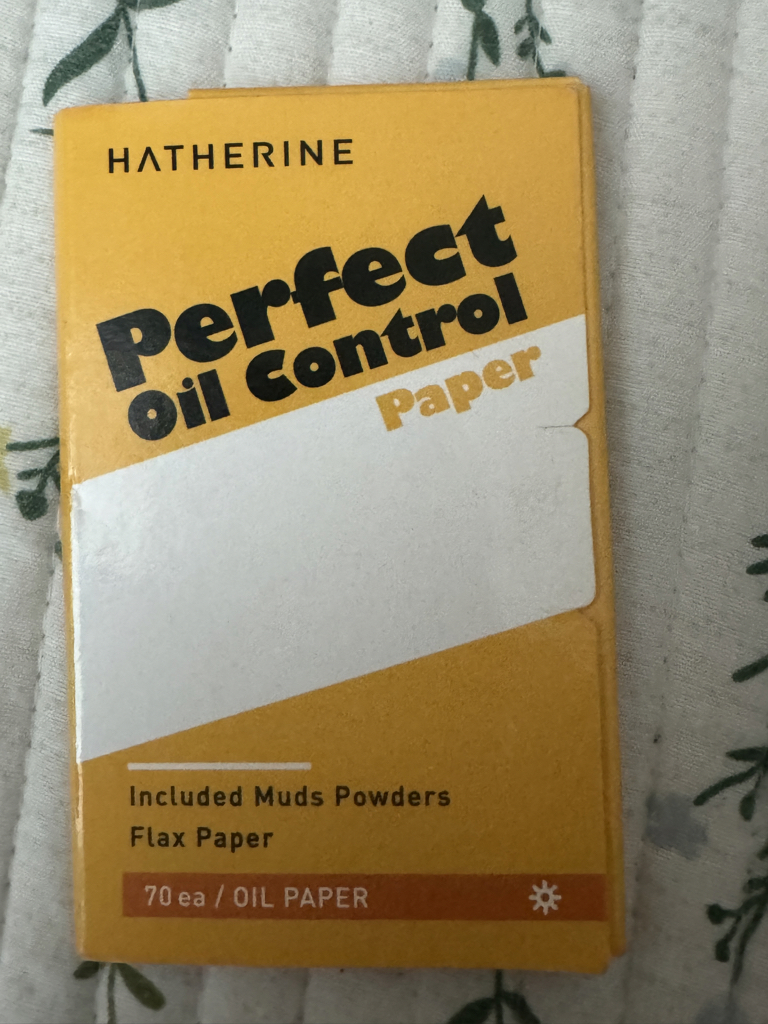 HATHERINE
Perfect
Oil Control
Paper
Included Muds Powders
Flax Paper
70 ea / OIL PAPER